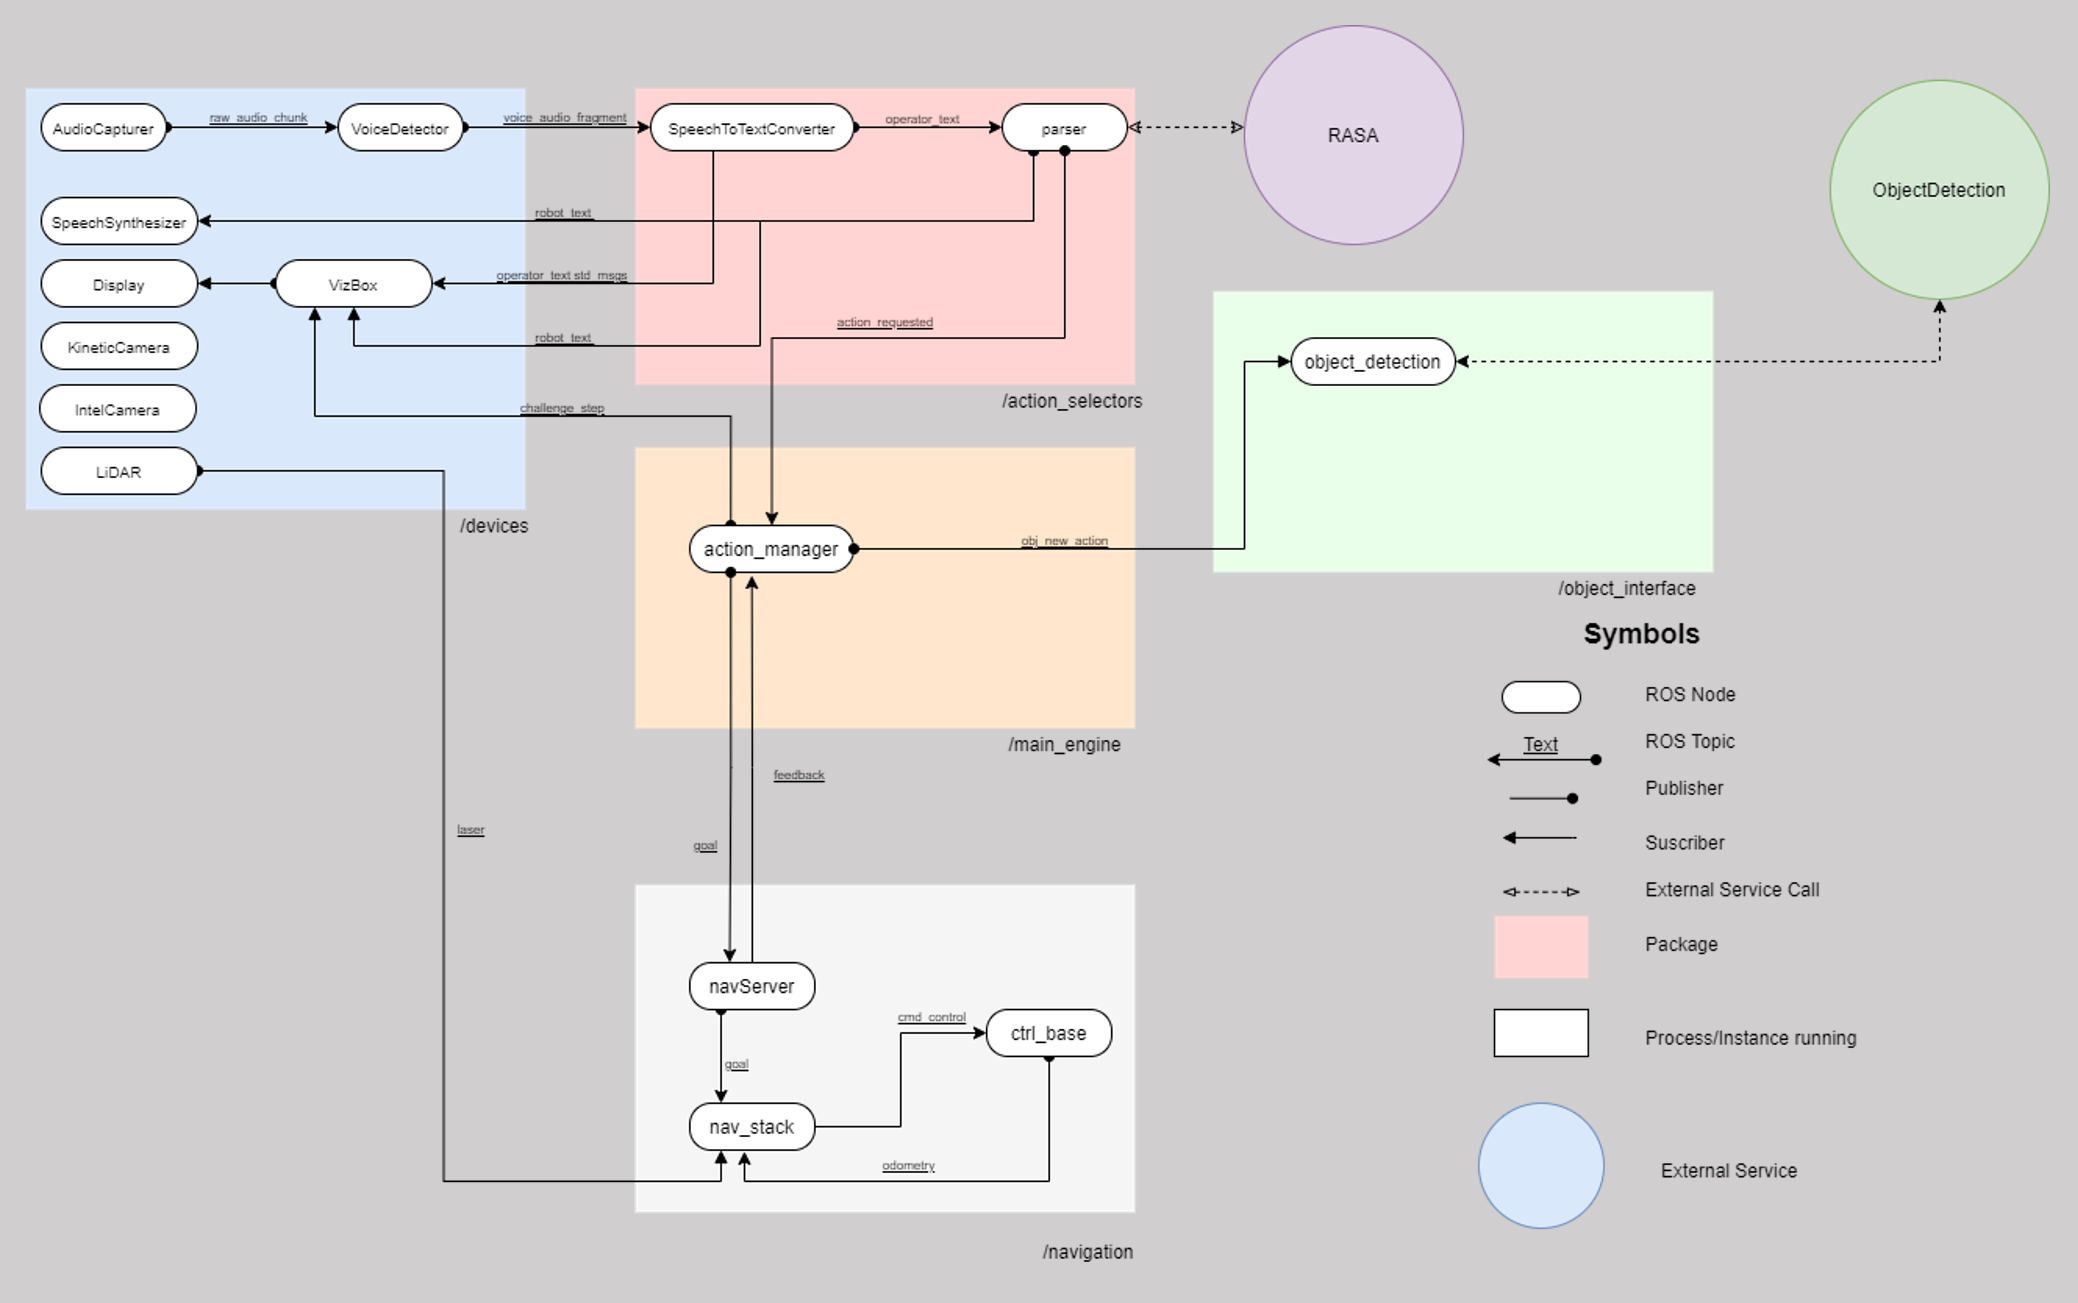 AudioCapturer
raw_audio_chunk
VoiceDetector
voice_audio_fragment
SpeechToTextConverter
operator_text
parser
RASA
ObjectDetection
SpeechSynthesizer
robot_text
Display
VizBox
operator_text std_msgs
KineticCamera
robot_text
action_requested
object_detection
IntelCamera
challenge_step
/action_selectors
LiDAR
/devices
action_manager
obj_new_action
/object_interface
Symbols
ROS Node
Text
ROS Topic
/main_engine
feedback
Publisher
laser
goal
Suscriber
External Service Call
Package
navServer
cmd_control
ctrl_base
Process/Instance running
goal
nav_stack
odometry
External Service
/navigation